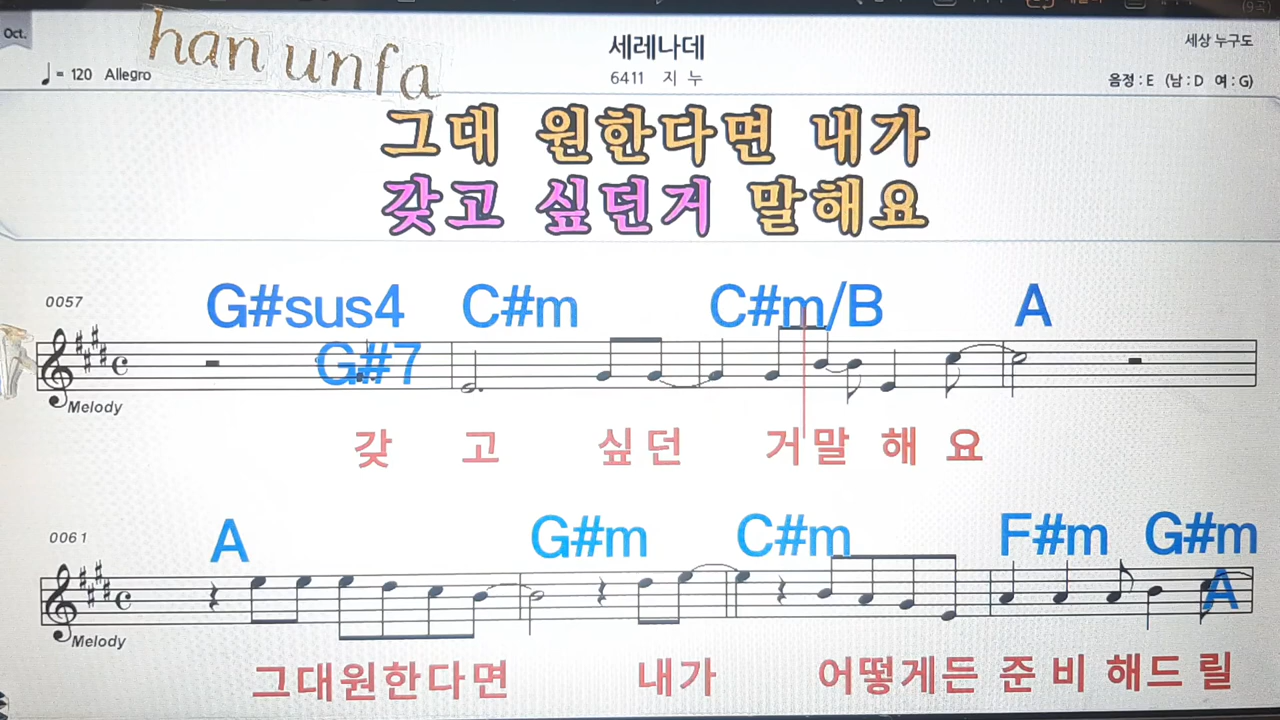 (9곡)
Oct.
han unfa
세레나데
세상 누구도
♩ = 120 Allegro
6411 지 누
음정 : E (남 : D 여 : G)
그대 원한다면 내가
갖고 싶던거 말해요
0057
G#sus4 C#m C#m/B A
G#7
Melody
갖 고 싶 던 거 말 해 요
0061
A G#m C#m F#m G#m
A
Melody
그대원한다면 내가 어떻게든 준 비 해드 릴